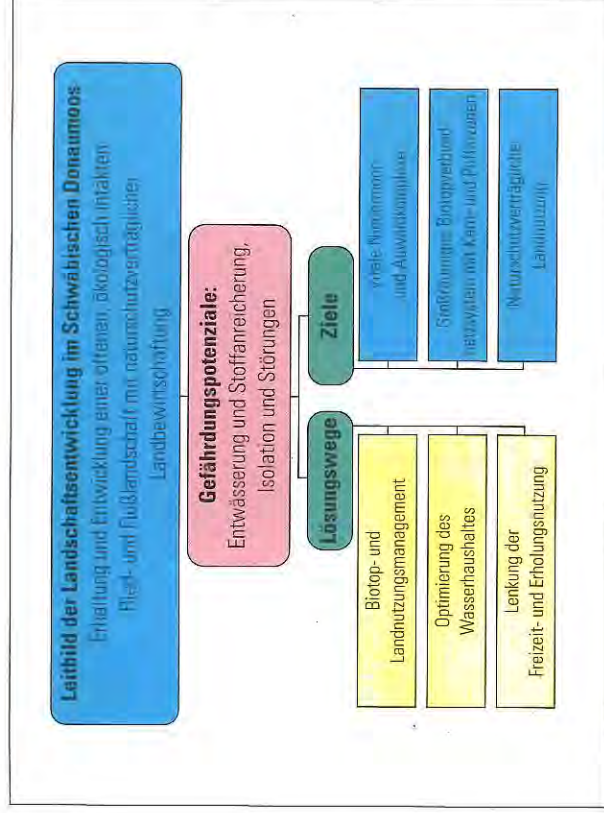 Leitbild der Landschaftsentwicklung im Schwäbischen Donaumoos
Erhaltung und Entwicklung einer offenen, ökologisch intakten
Ried- und Flußlandschaft mit naturschutzverträglicher
Landbewirtschaftung
Gefährdungspotenziale:
Entwässerung und Stoffanreicherung,
Isolation und Störungen
Lösungswege
Biotop- und
Landnutzungsmanagement
Optimierung des
Wasserhaushaltes
Lenkung der
Freizeit- und Erholungsnutzung
Ziele
Vitale Niedermoor-
und Auwaldkomplexe
Großräumiges Biotopverbund-
netzsystem mit Kern- und Pufferzonen
Naturschutzverträgliche
Landnutzung